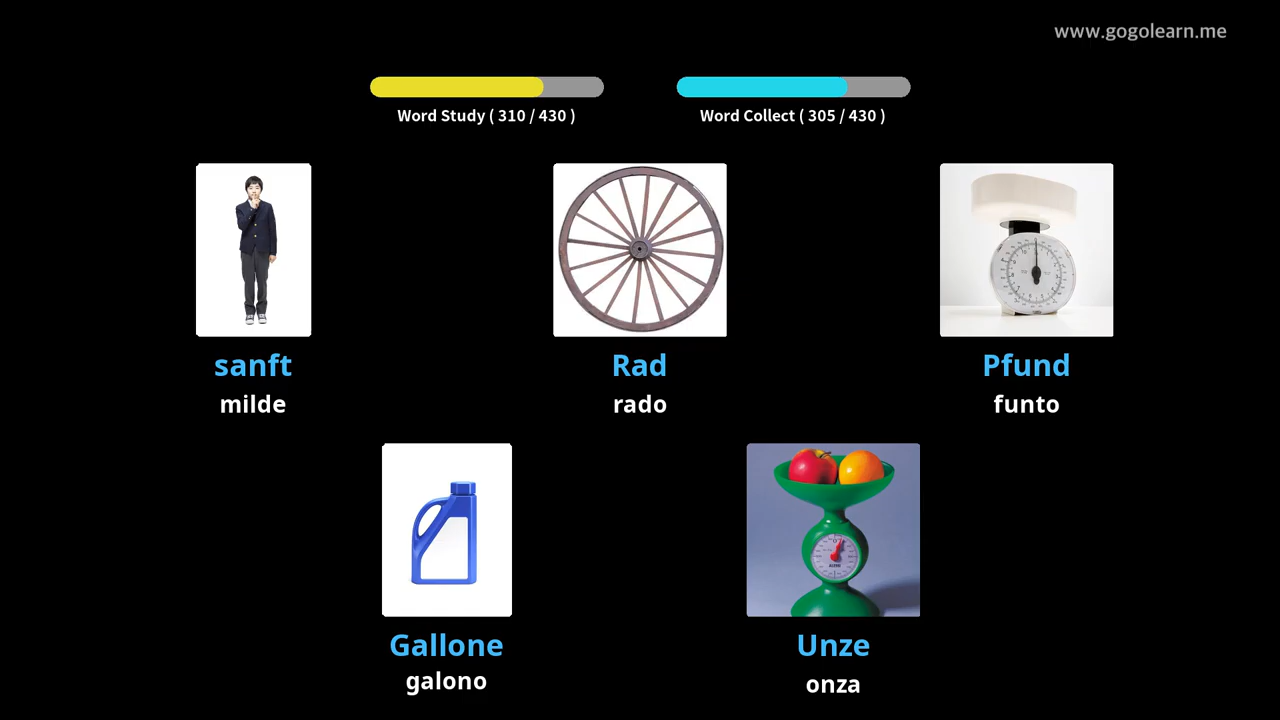 www.gogolearn.me
Word Study ( 310 / 430 )
Word Collect ( 305 / 430 )
sanft
Rad
Pfund
milde
rado
funto
Gallone
Unze
galono
onza